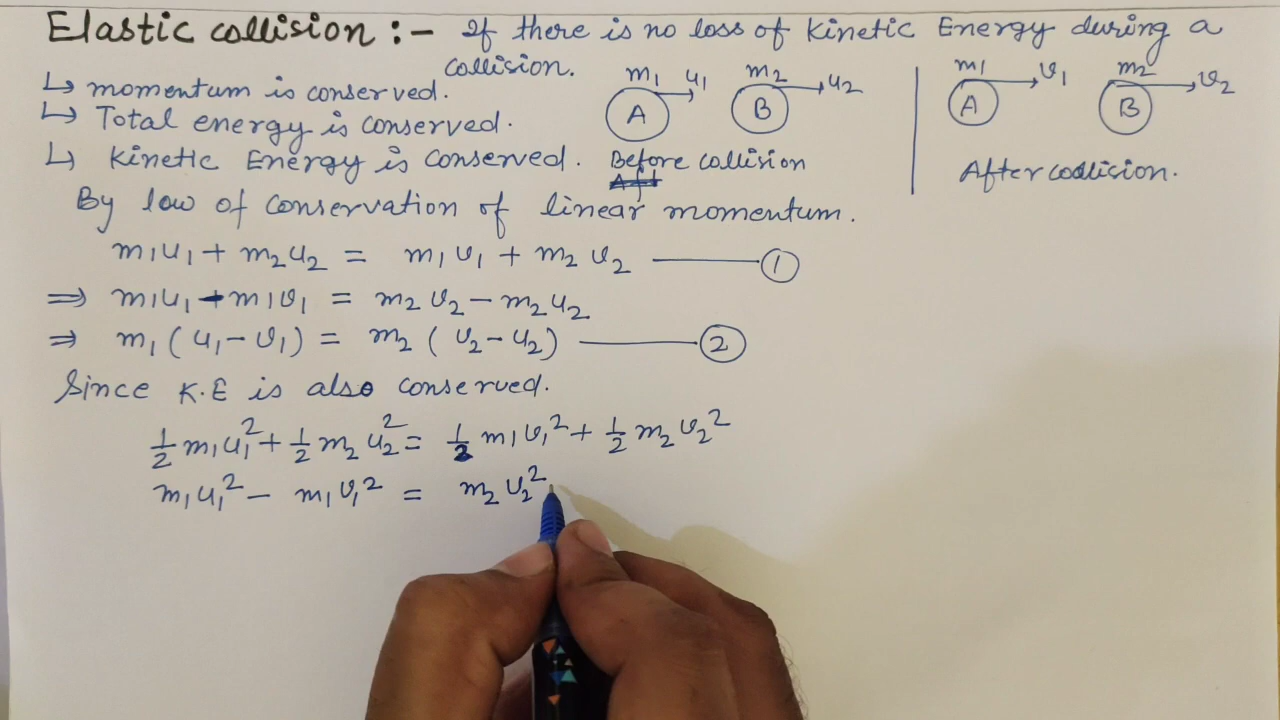 Elastic collision :- If there is no loss of Kinetic Energy during a
collision.
↳ momentum is conserved.
↳ Total energy is conserved.
↳ Kinetic Energy is conserved.
m₁ u₁ m₂ u₂
A B
Before collision
Aft
m₁ v₁ m₂ v₂
A B
After collision.
By law of conservation of linear momentum.
m₁u₁ + m₂u₂ = m₁v₁ + m₂v₂ —— ①
⇒ m₁u₁ - m₁v₁ = m₂v₂ - m₂u₂
⇒ m₁(u₁ - v₁) = m₂(v₂ - u₂) —— ②
Since K.E is also conserved.
½ m₁u₁² + ½ m₂u₂² = ½ m₁v₁² + ½ m₂v₂²
m₁u₁² - m₁v₁² = m₂v₂²